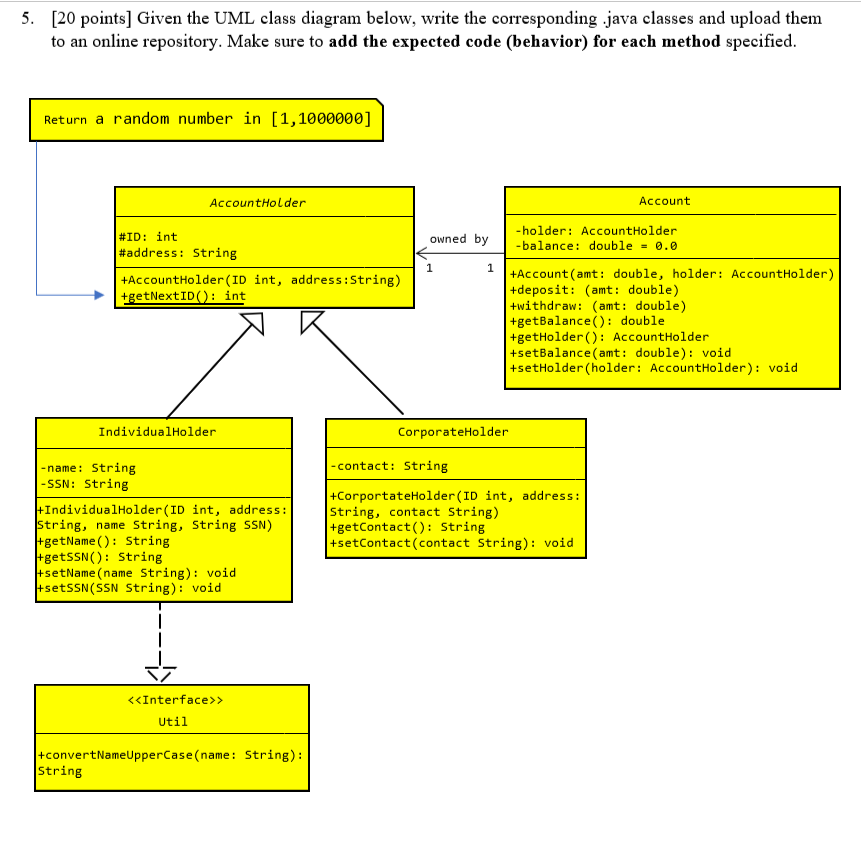 5. [20 points] Given the UML class diagram below, write the corresponding .java classes and upload them
to an online repository. Make sure to add the expected code (behavior) for each method specified.
Return a random number in [1,1000000]
AccountHolder
#ID: int
#address: String
+AccountHolder(ID int, address:String)
+getNextID(): int
owned by
1
1
Account
-holder: AccountHolder
-balance: double = 0.0
+Account(amt: double, holder: AccountHolder)
+deposit: (amt: double)
+withdraw: (amt: double)
+getBalance(): double
+getHolder(): AccountHolder
+setBalance(amt: double): void
+setHolder(holder: AccountHolder): void
IndividualHolder
-name: String
-SSN: String
+IndividualHolder(ID int, address:
String, name String, String SSN)
+getName(): String
+getSSN(): String
+setName(name String): void
+setSSN(SSN String): void
CorporateHolder
-contact: String
+CorportateHolder(ID int, address:
String, contact String)
+getContact(): String
+setContact(contact String): void
<<Interface>>
Util
+convertNameUpperCase(name: String):
String